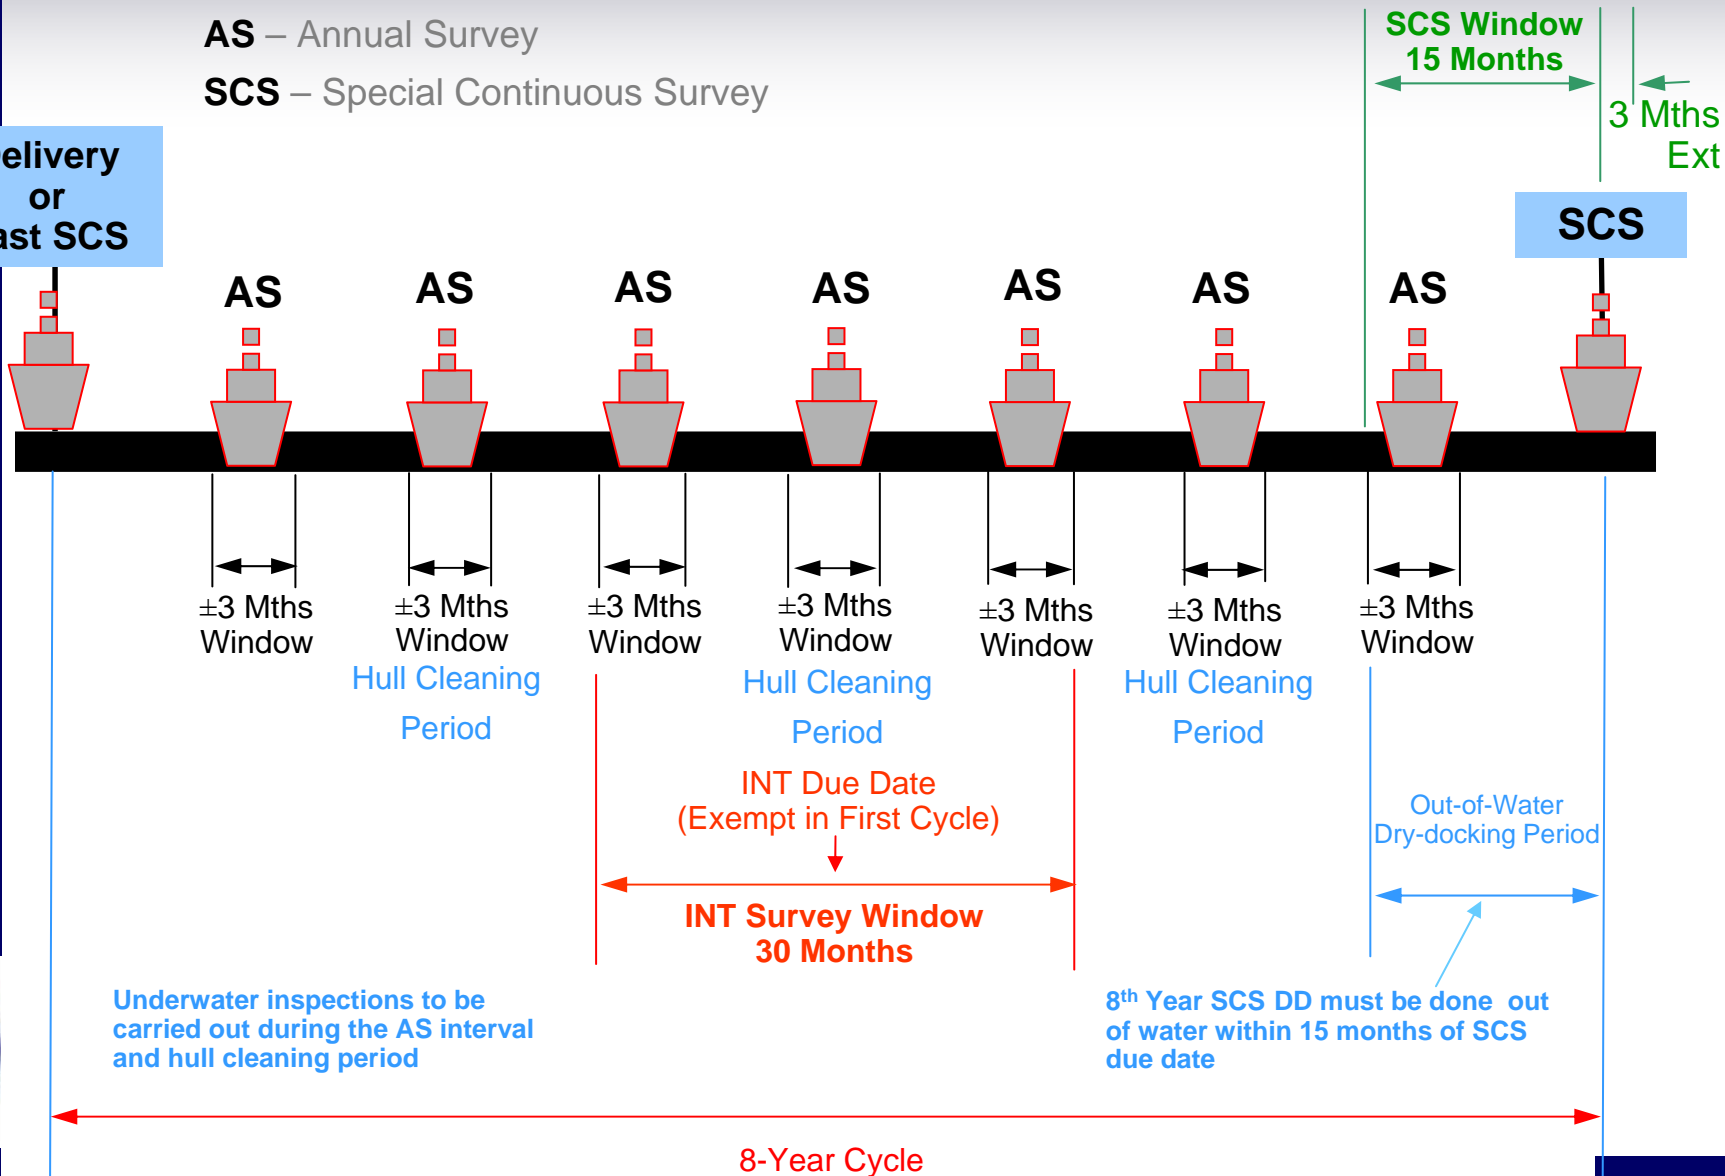 AS – Annual Survey
SCS – Special Continuous Survey
SCS Window
15 Months
3 Mths
Ext
elivery
or
ast SCS
SCS
AS
AS
AS
AS
AS
AS
AS
±3 Mths
Window
±3 Mths
Window
±3 Mths
Window
±3 Mths
Window
±3 Mths
Window
±3 Mths
Window
±3 Mths
Window
Hull Cleaning
Period
Hull Cleaning
Period
Hull Cleaning
Period
INT Due Date
(Exempt in First Cycle)
INT Survey Window
30 Months
Out-of-Water
Dry-docking Period
Underwater inspections to be
carried out during the AS interval
and hull cleaning period
8th Year SCS DD must be done out
of water within 15 months of SCS
due date
8-Year Cycle